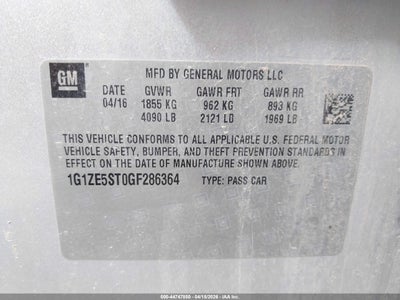 GM
MFD BY GENERAL MOTORS LLC
DATE GVWR GAWR FRT GAWR RR
04/16 1855 KG 962 KG 893 KG
4090 LB 2121 LB 1969 LB
THIS VEHICLE CONFORMS TO ALL APPLICABLE U.S. FEDERAL MOTOR
VEHICLE SAFETY, BUMPER, AND THEFT PREVENTION STANDARDS
IN EFFECT ON THE DATE OF MANUFACTURE SHOWN ABOVE.
1G1ZE5ST0GF286364 TYPE: PASS CAR